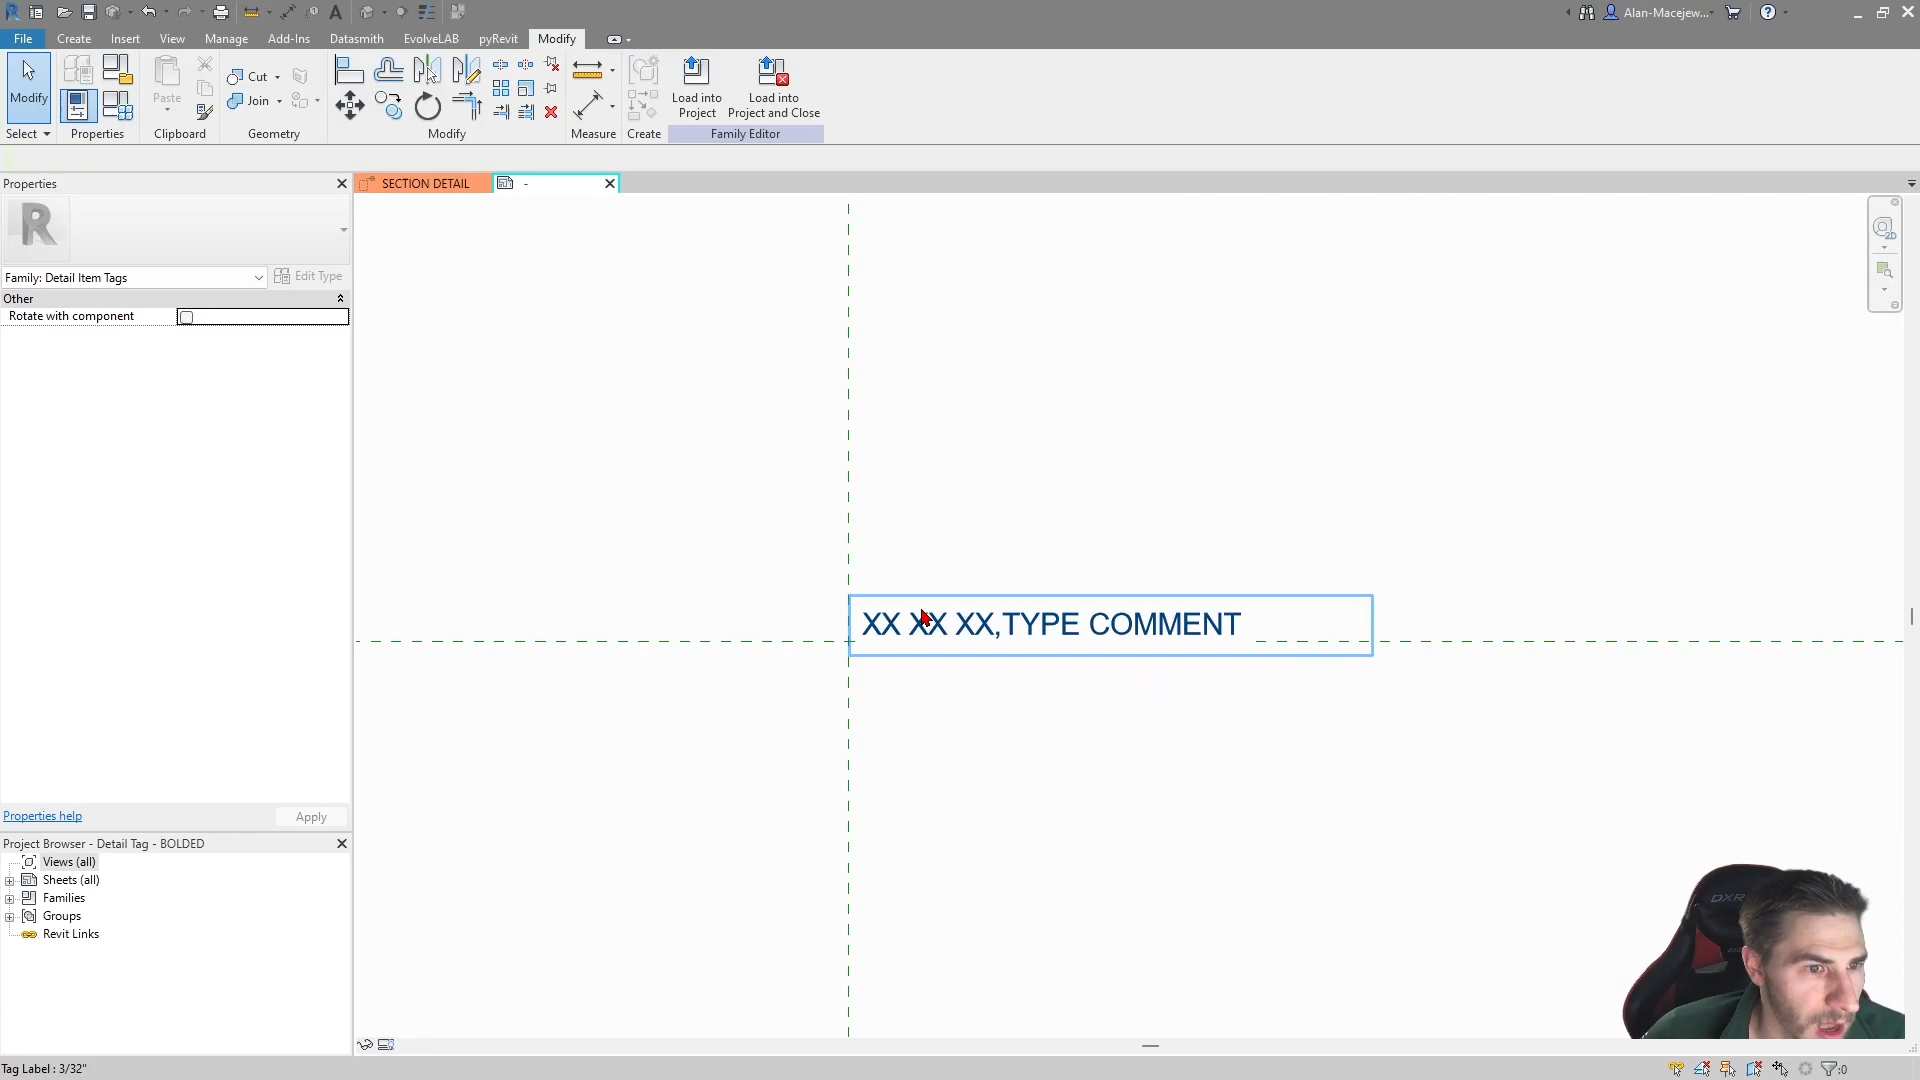 Alan-Macejew...
File Create Insert View Manage Add-Ins Datasmith EvolveLAB pyRevit Modify
Modify
Select
Properties
Paste
Clipboard
Cut
Join
Geometry
Modify
Measure
Create
Load into
Project
Load into
Project and Close
Family Editor
Properties
SECTION DETAIL
-
R
Family: Detail Item Tags
Edit Type
Other
Rotate with component
XX XX XX,TYPE COMMENT
Properties help
Apply
Project Browser - Detail Tag - BOLDED
Views (all)
Sheets (all)
Families
Groups
Revit Links
Tag Label : 3/32"
2D
DXR
:0